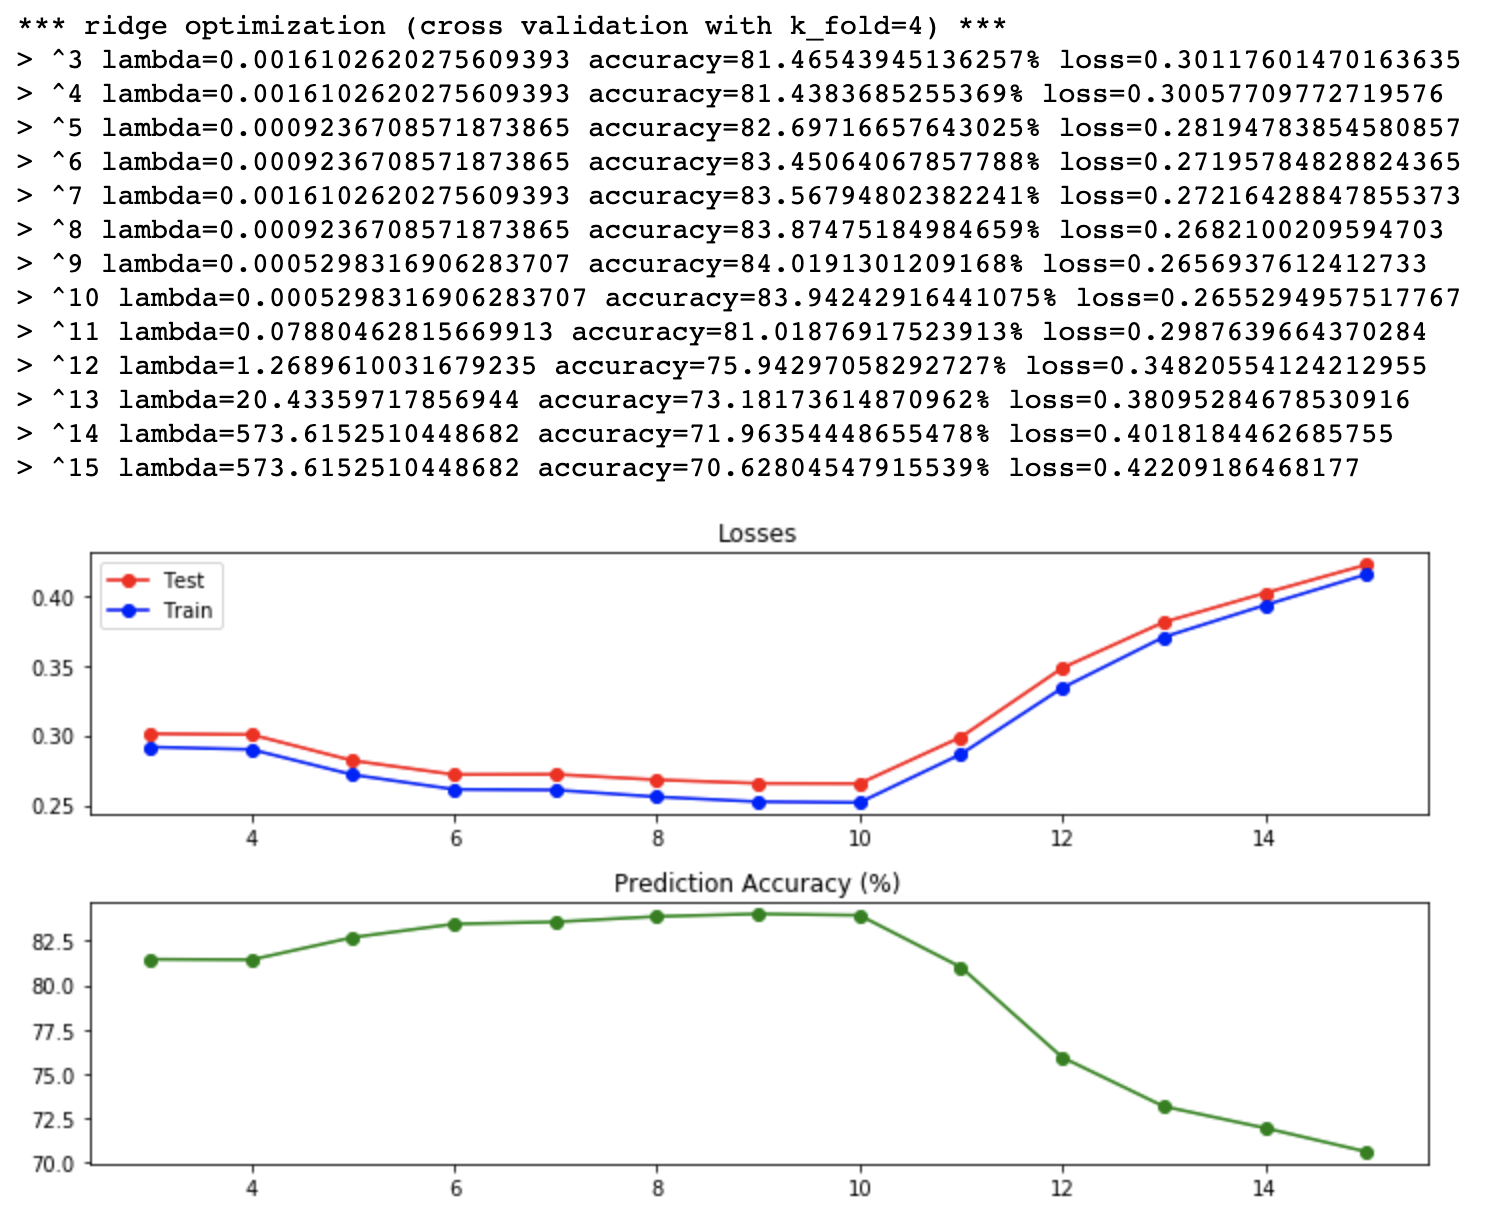 *** ridge optimization (cross validation with k_fold=4) ***
> ^3 lambda=0.0016102620275609393 accuracy=81.46543945136257% loss=0.30117601470163635
> ^4 lambda=0.0016102620275609393 accuracy=81.4383685255369% loss=0.30057709772719576
> ^5 lambda=0.0009236708571873865 accuracy=82.69716657643025% loss=0.28194783854580857
> ^6 lambda=0.0009236708571873865 accuracy=83.45064067857788% loss=0.27195784828824365
> ^7 lambda=0.0016102620275609393 accuracy=83.56794802382241% loss=0.27216428847855373
> ^8 lambda=0.0009236708571873865 accuracy=83.87475184984659% loss=0.2682100209594703
> ^9 lambda=0.0005298316906283707 accuracy=84.0191301209168% loss=0.2656937612412733
> ^10 lambda=0.0005298316906283707 accuracy=83.94242916441075% loss=0.2655294957517767
> ^11 lambda=0.07880462815669913 accuracy=81.01876917523913% loss=0.2987639664370284
> ^12 lambda=1.2689610031679235 accuracy=75.94297058292727% loss=0.34820554124212955
> ^13 lambda=20.43359717856944 accuracy=73.18173614870962% loss=0.38095284678530916
> ^14 lambda=573.6152510448682 accuracy=71.96354448655478% loss=0.4018184462685755
> ^15 lambda=573.6152510448682 accuracy=70.62804547915539% loss=0.42209186468177
Losses
Test
Train
0.40
0.35
0.30
0.25
4 6 8 10 12 14
Prediction Accuracy (%)
82.5
80.0
77.5
75.0
72.5
70.0
4 6 8 10 12 14